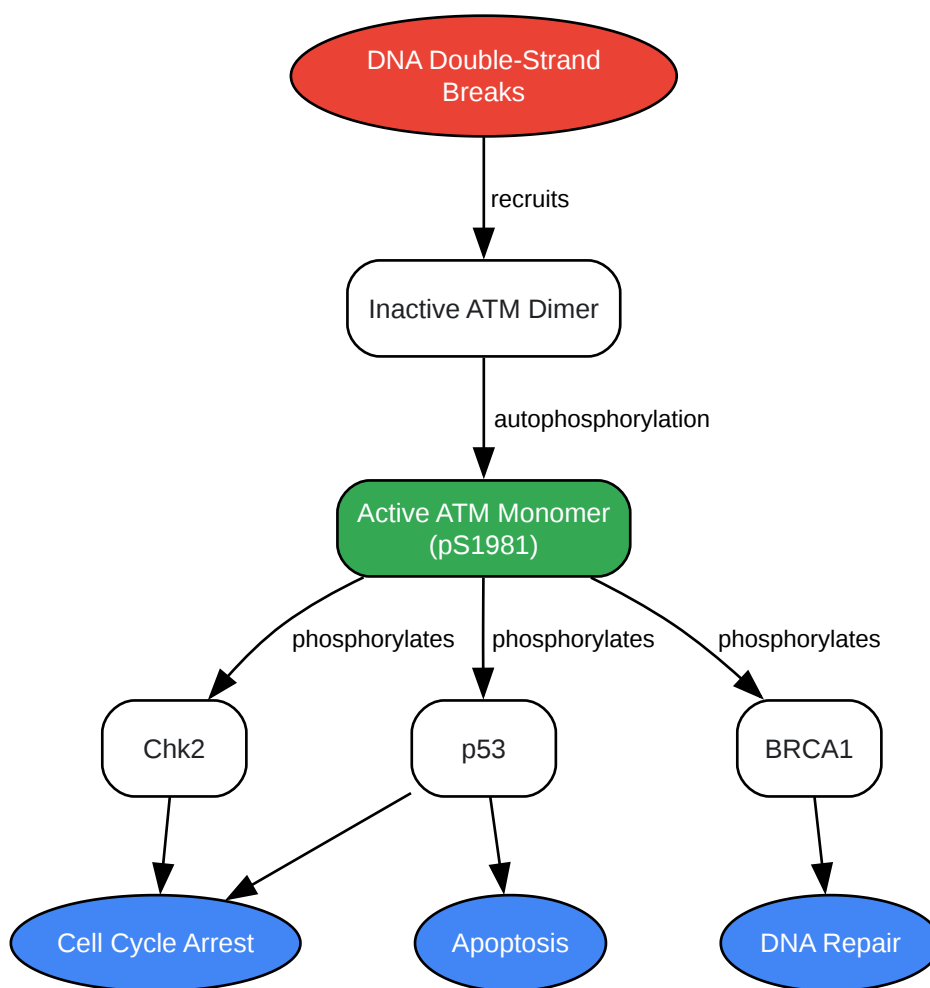 DNA Double-Strand
Breaks
recruits
Inactive ATM Dimer
autophosphorylation
Active ATM Monomer
(pS1981)
phosphorylates
phosphorylates
phosphorylates
Chk2
p53
BRCA1
Cell Cycle Arrest
Apoptosis
DNA Repair